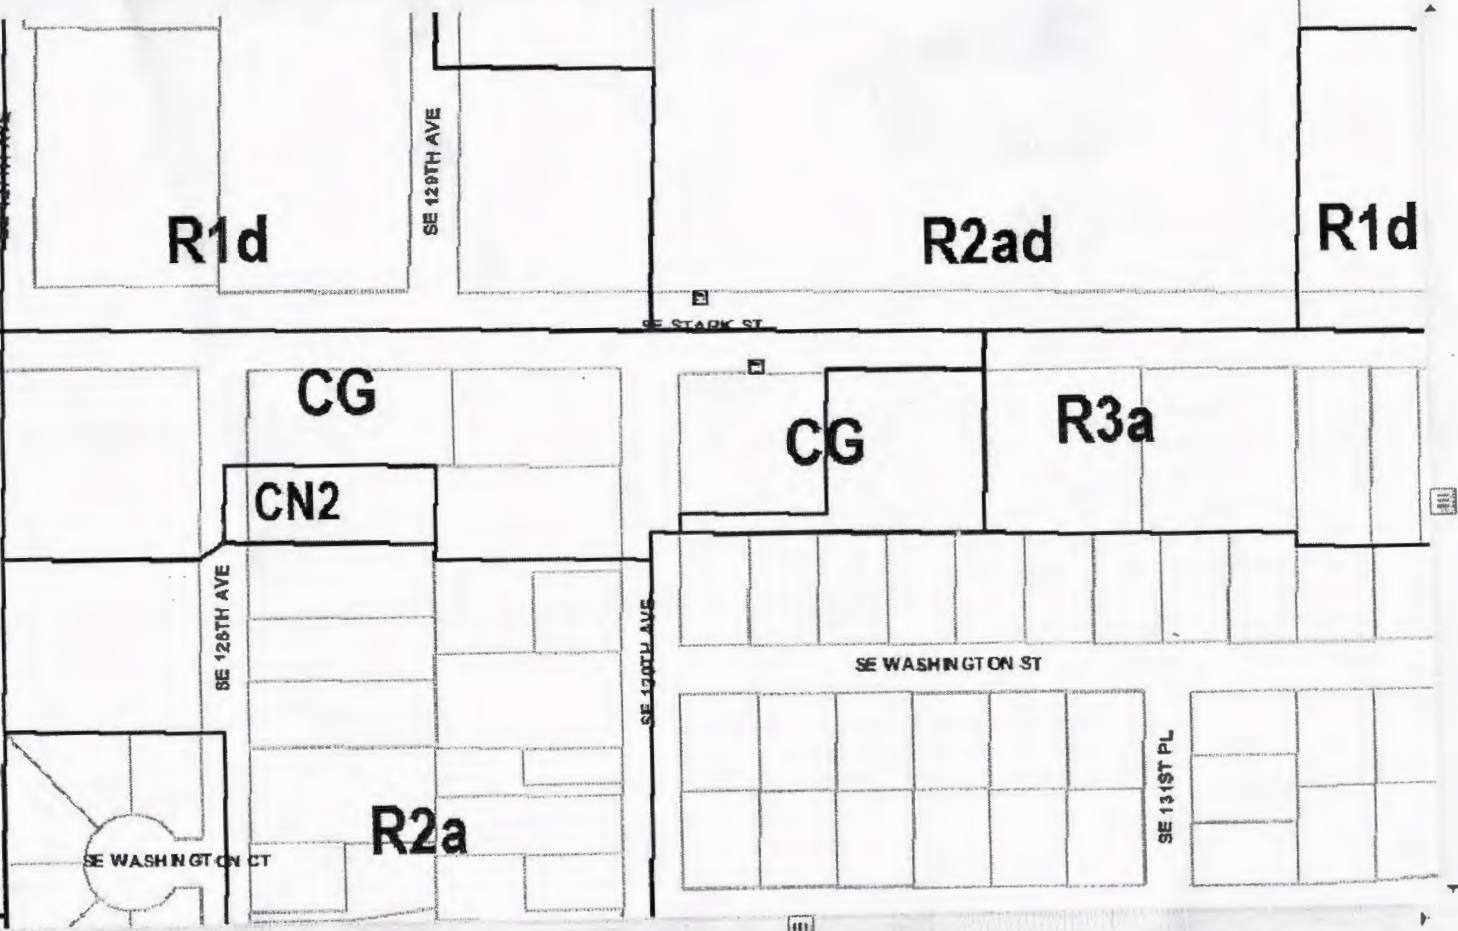 SE 129TH AVE
R1d
R2ad
R1d
SE STARK ST
CG
CG
R3a
CN2
SE 128TH AVE
SE 130TH AVE
SE WASHINGTON ST
SE 131ST PL
R2a
SE WASHINGTON CT